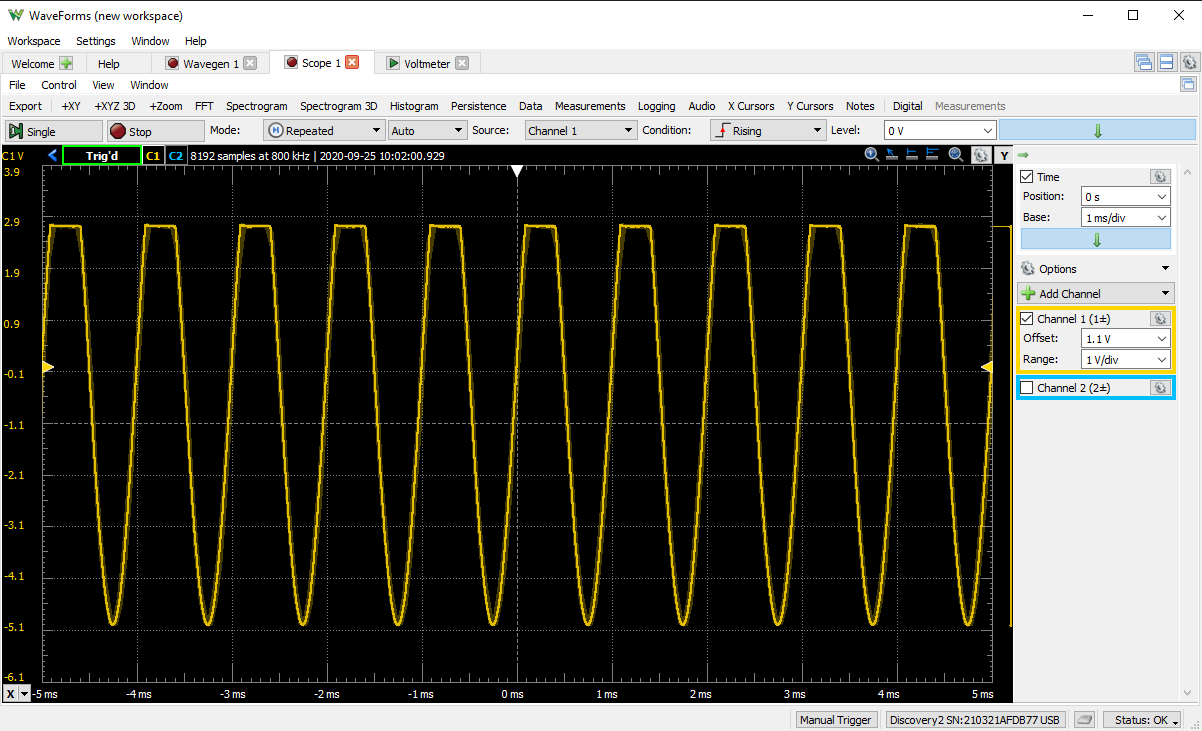 WaveForms (new workspace)
Workspace Settings Window Help
Welcome Help Wavegen 1 Scope 1 Voltmeter
File Control View Window
Export +XY +XYZ 3D +Zoom FFT Spectrogram Spectrogram 3D Histogram Persistence Data Measurements Logging Audio X Cursors Y Cursors Notes Digital Measurements
Single Stop Mode: Repeated Auto Source: Channel 1 Condition: Rising Level: 0 V
C1 V Trig'd C1 C2 8192 samples at 800 kHz | 2020-09-25 10:02:00.929 Y
3.9
2.9
1.9
0.9
-0.1
-1.1
-2.1
-3.1
-4.1
-5.1
-6.1
X -5 ms -4 ms -3 ms -2 ms -1 ms 0 ms 1 ms 2 ms 3 ms 4 ms 5 ms
Time
Position: 0 s
Base: 1 ms/div
Options
Add Channel
Channel 1 (1±)
Offset: 1.1 V
Range: 1 V/div
Channel 2 (2±)
Manual Trigger Discovery2 SN:210321AFDB77 USB Status: OK